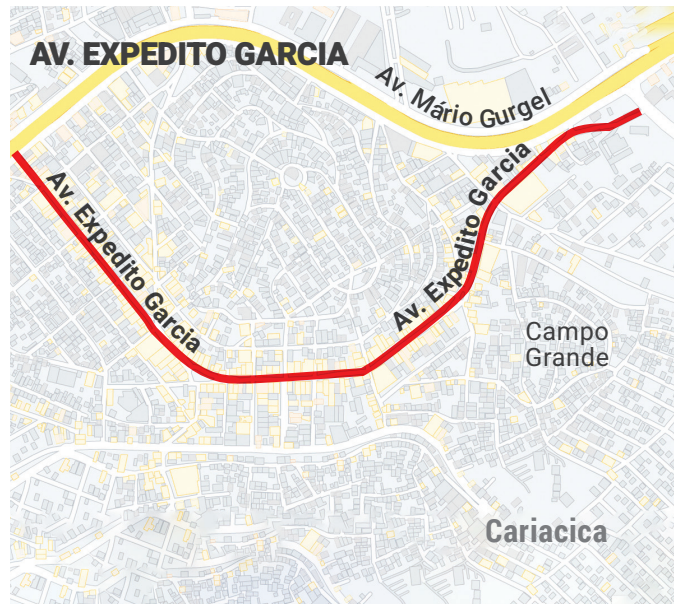 AV. EXPEDITO GARCIA
Av. Mário Gurgel
Av. Expedito Garcia
Av. Expedito Garcia
Campo
Grande
Cariacica